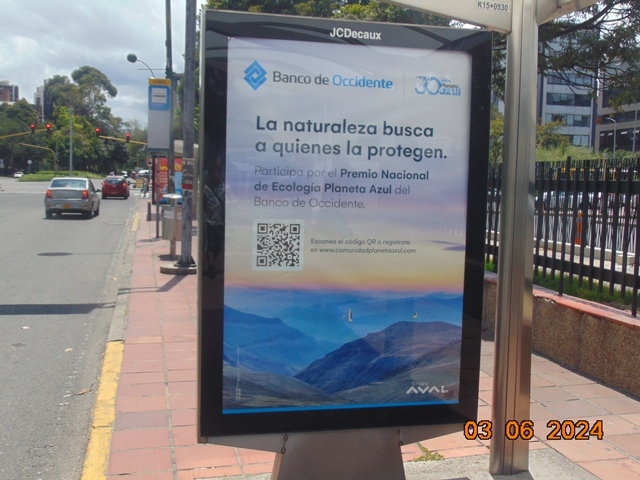 K15+0530
JCDecaux
Banco de Occidente
30 Planeta azul
La naturaleza busca
a quienes la protegen.
Participa por el Premio Nacional
de Ecología Planeta Azul del
Banco de Occidente.
Escanea el código QR o regístrate
en www.comunidadplanetaazul.com
AVAL
03 06 2024